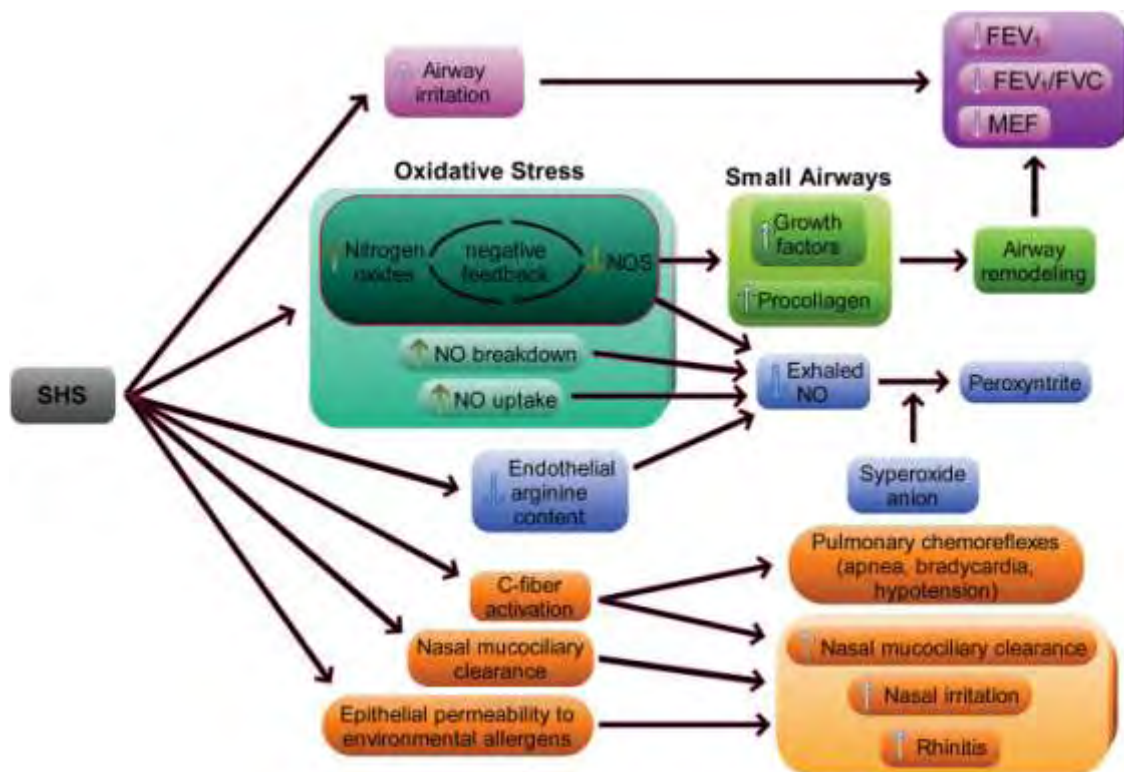 ↓FEV₁
↑ Airway
irritation
↓ FEV₁/FVC
↓ MEF
Oxidative Stress
Small Airways
↑Nitrogen
oxides
negative
feedback
↓NOS
↑Growth
factors
↑Procollagen
Airway
remodeling
↑NO breakdown
↑NO uptake
↓ Exhaled
NO
Peroxyntrite
SHS
↓ Endothelial
arginine
content
Syperoxide
anion
C-fiber
activation
Pulmonary chemoreflexes
(apnea, bradycardia,
hypotension)
Nasal mucociliary
clearance
↑Nasal mucociliary clearance
↑ Nasal irritation
Epithelial permeability to
environmental allergens
↑ Rhinitis